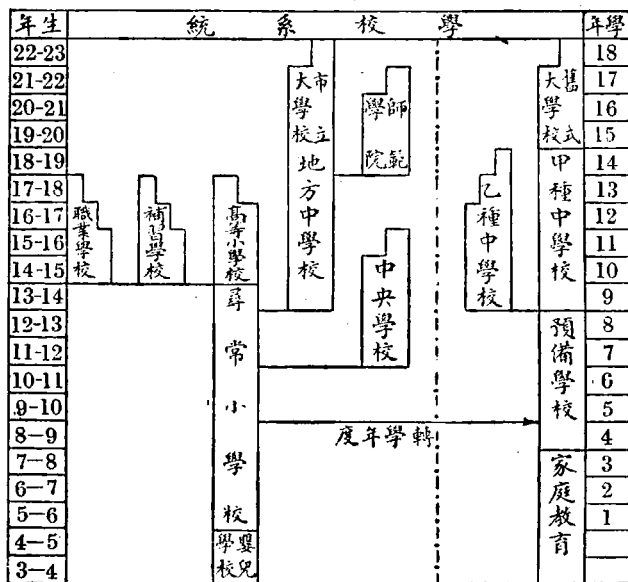 年生
統系校學
年學
22-23
21-22
20-21
19-20
18-19
17-18
16-17
15-16
14-15
13-14
12-13
11-12
10-11
9-10
8-9
7-8
6-7
5-6
4-5
3-4
職業學校
補習學校
高等小學校
尋常小學校
嬰兒
學校
市立
大學校
地方中學校
師範
學院
中央學校
乙種中學校
舊式
大學校
甲種中學校
預備學校
家庭教育
度年學轉
18
17
16
15
14
13
12
11
10
9
8
7
6
5
4
3
2
1